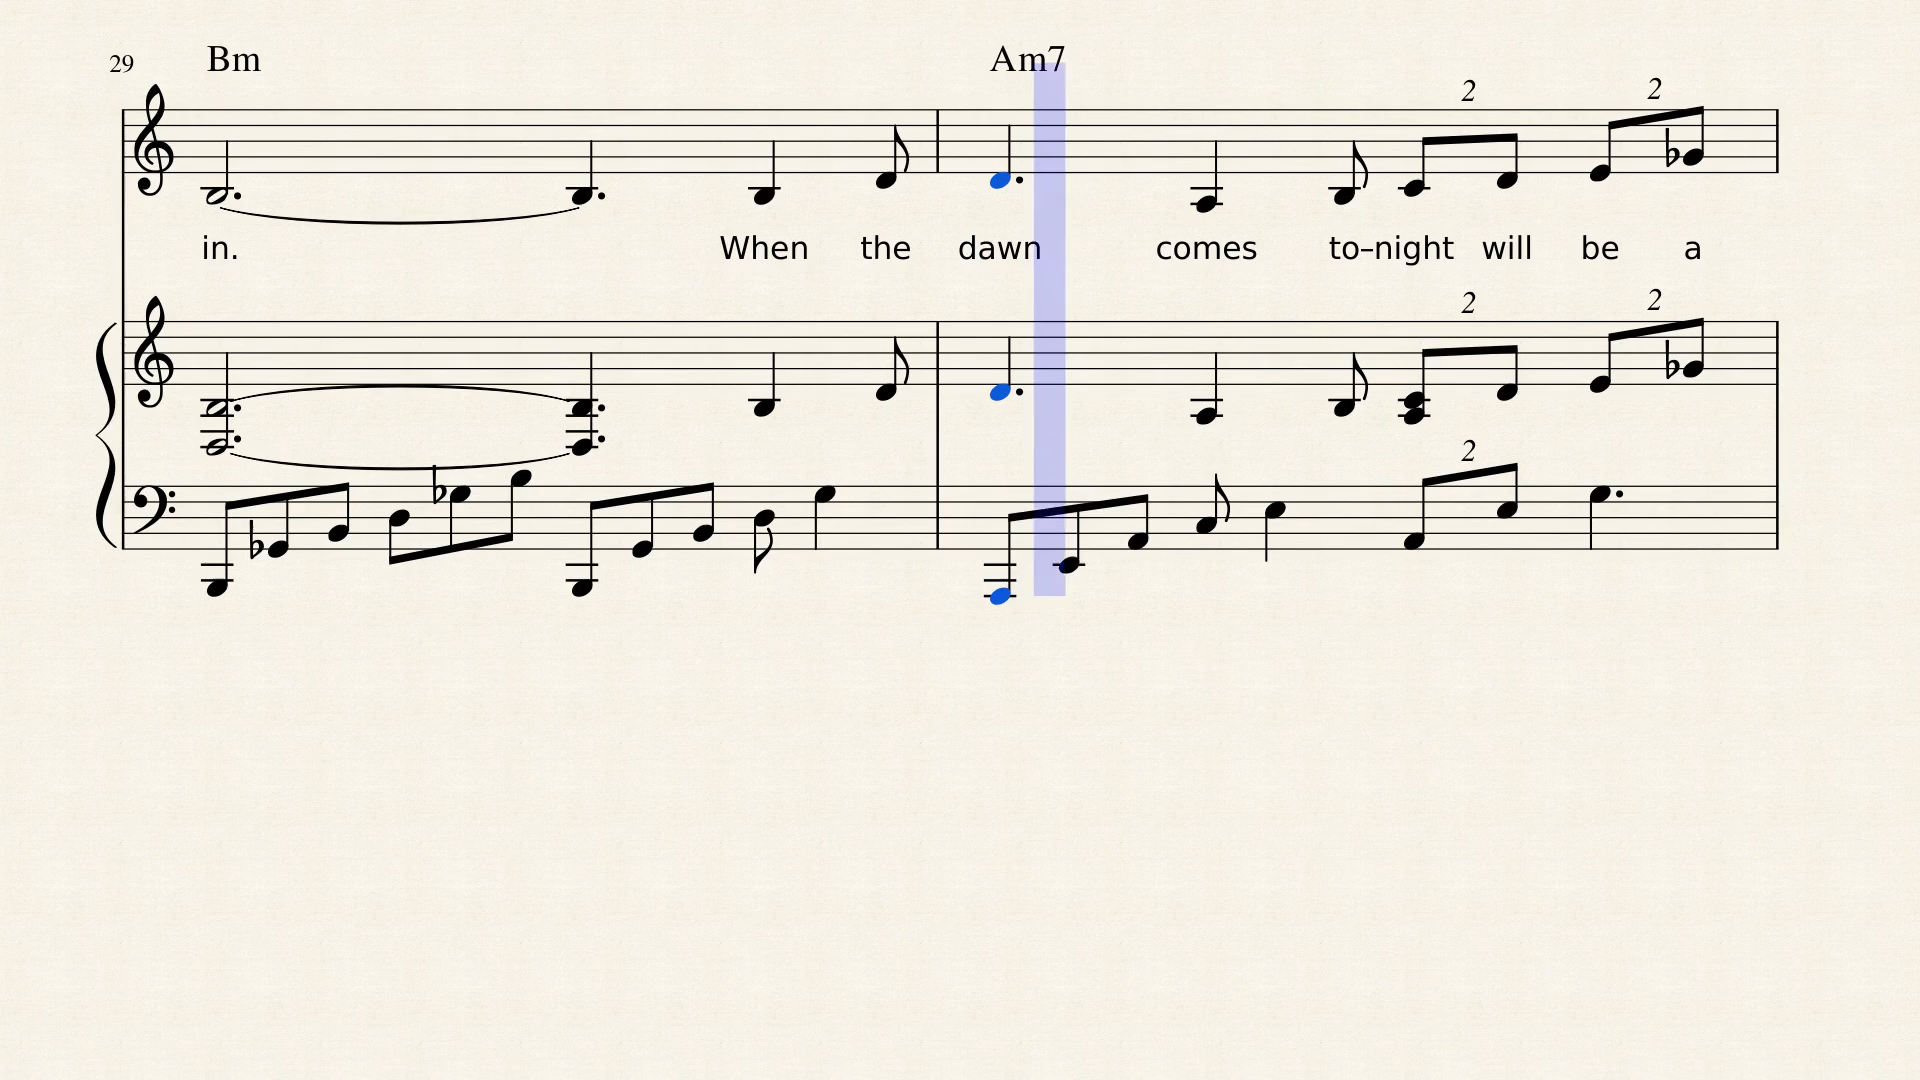 29 Bm Am7
2 2
in. When the dawn comes to–night will be a
2 2
2